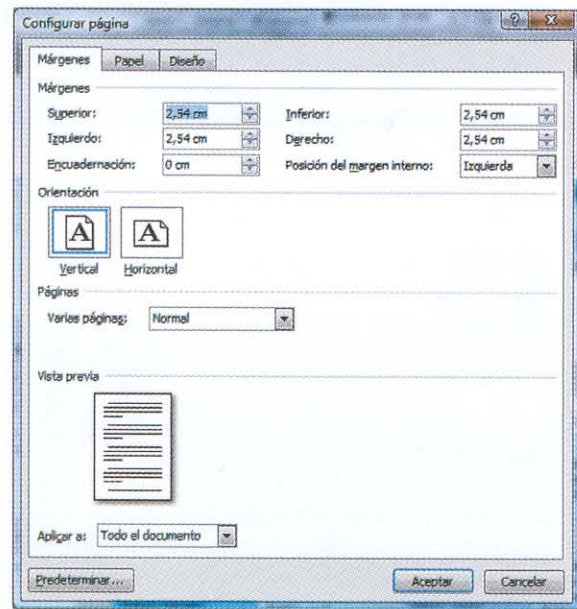 Configurar página
Márgenes Papel Diseño
Márgenes
Superior: 2,54 cm Inferior: 2,54 cm
Izquierdo: 2,54 cm Derecho: 2,54 cm
Encuadernación: 0 cm Posición del margen interno: Izquierda
Orientación
A A
Vertical Horizontal
Páginas
Varias páginas: Normal
Vista previa
Aplicar a: Todo el documento
Predeterminar... Aceptar Cancelar